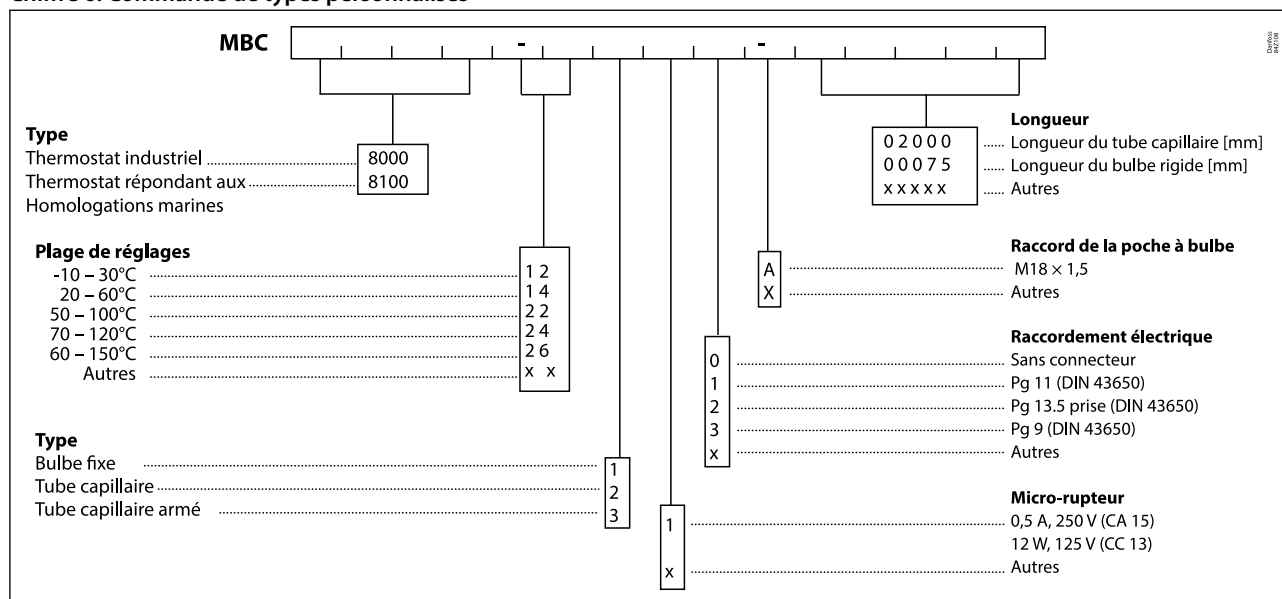 MBC - -
Danfoss
84Z108
Type
Thermostat industriel 8000
Thermostat répondant aux 8100
Homologations marines
Plage de réglages
-10 – 30°C 1 2
20 – 60°C 1 4
50 – 100°C 2 2
70 – 120°C 2 4
60 – 150°C 2 6
Autres x x
Type
Bulbe fixe 1
Tube capillaire 2
Tube capillaire armé 3
Longueur
0 2 0 0 0 Longueur du tube capillaire [mm]
0 0 0 7 5 Longueur du bulbe rigide [mm]
x x x x x Autres
Raccord de la poche à bulbe
A M18 × 1,5
X Autres
Raccordement électrique
0 Sans connecteur
1 Pg 11 (DIN 43650)
2 Pg 13.5 prise (DIN 43650)
3 Pg 9 (DIN 43650)
x Autres
Micro-rupteur
1 0,5 A, 250 V (CA 15)
12 W, 125 V (CC 13)
x Autres